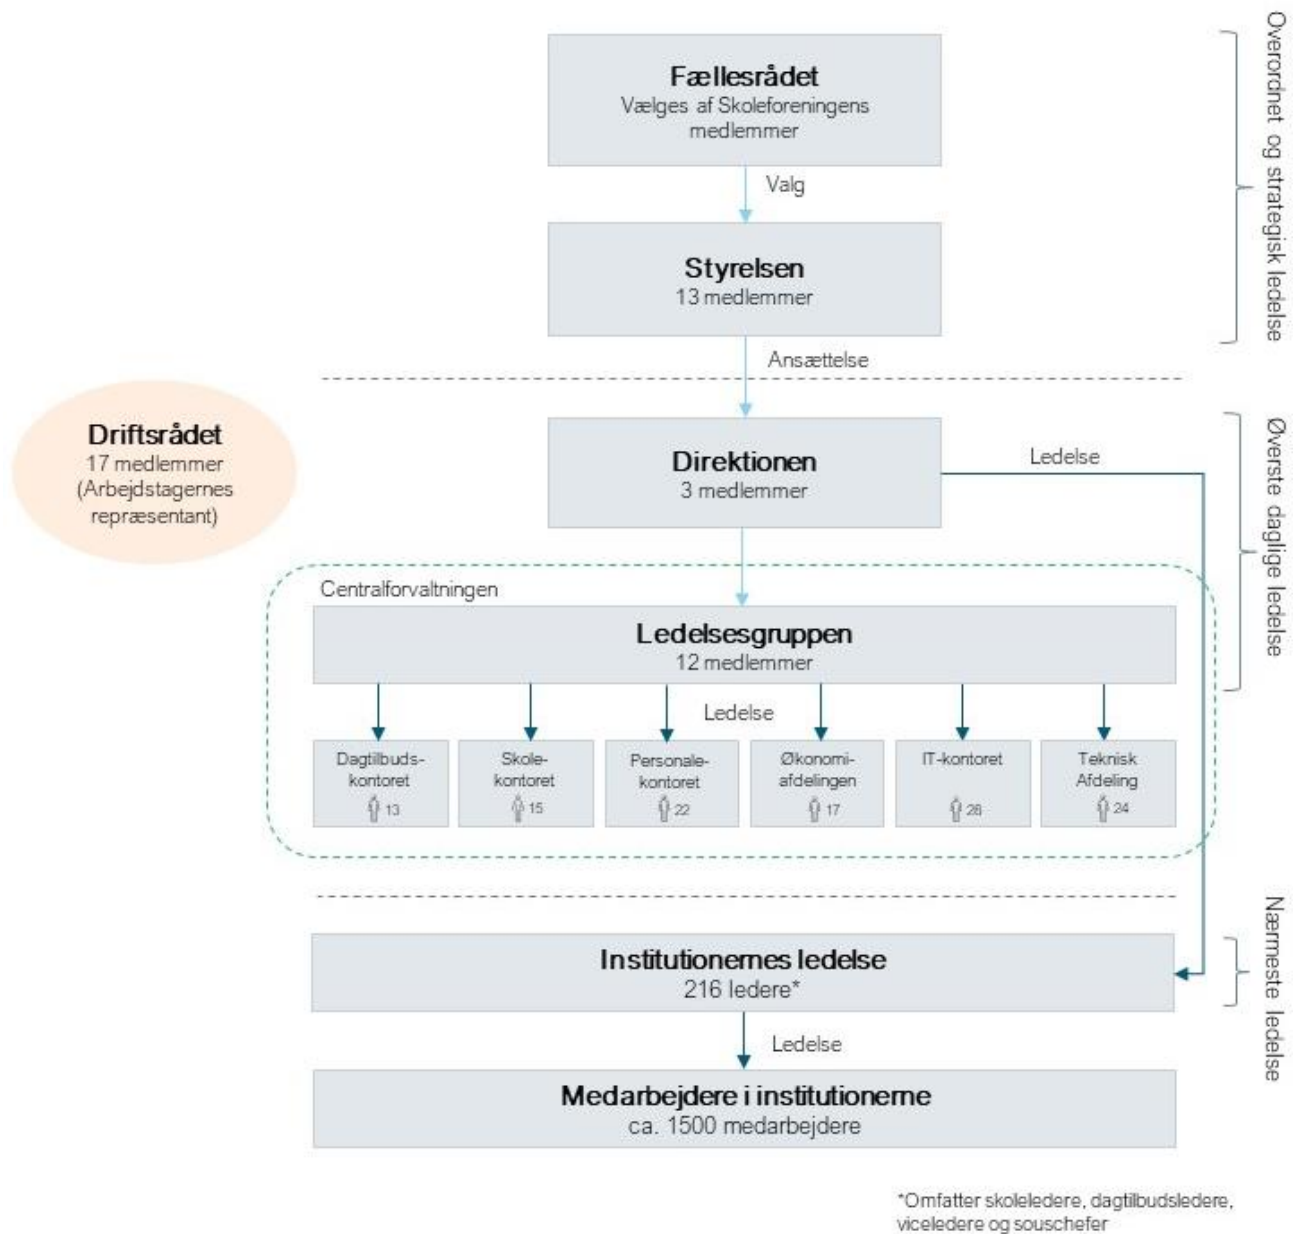 Fællesrådet
Vælges af Skoleforeningens
medlemmer
Valg
Styrelsen
13 medlemmer
Ansættelse
Overordnet og strategisk ledelse
Driftsrådet
17 medlemmer
(Arbejdstagernes
repræsentant)
Direktionen
3 medlemmer
Ledelse
Øverste daglige ledelse
Centralforvaltningen
Ledelsesgruppen
12 medlemmer
Ledelse
Dagtilbuds-
kontoret
13
Skole-
kontoret
15
Personale-
kontoret
22
Økonomi-
afdelingen
17
IT-kontoret
Teknisk
Afdeling
24
Institutionernes ledelse
216 ledere*
Nærmeste ledelse
Ledelse
Medarbejdere i institutionerne
ca. 1500 medarbejdere
*Omfatter skoleledere, dagtilbudsledere,
viceledere og souschefer